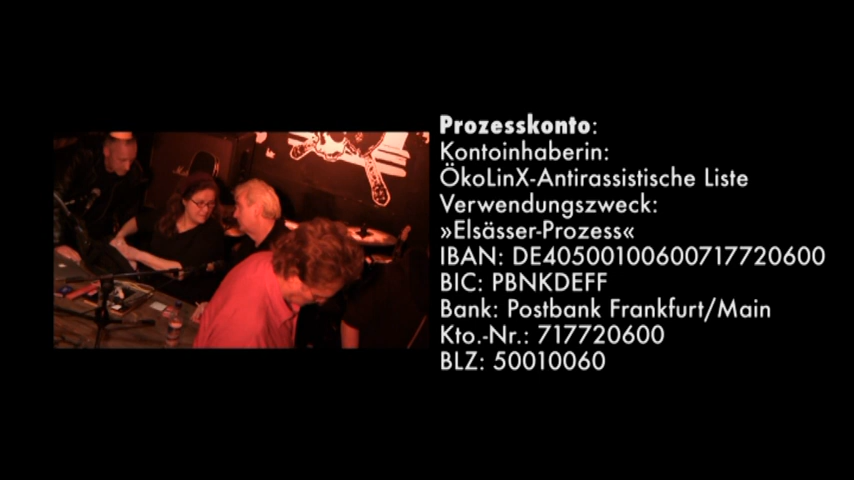 Prozesskonto:
Kontoinhaberin:
ÖkoLinX-Antirassistische Liste
Verwendungszweck:
»Elsässer-Prozess«
IBAN: DE40500100600717720600
BIC: PBNKDEFF
Bank: Postbank Frankfurt/Main
Kto.-Nr.: 717720600
BLZ: 50010060